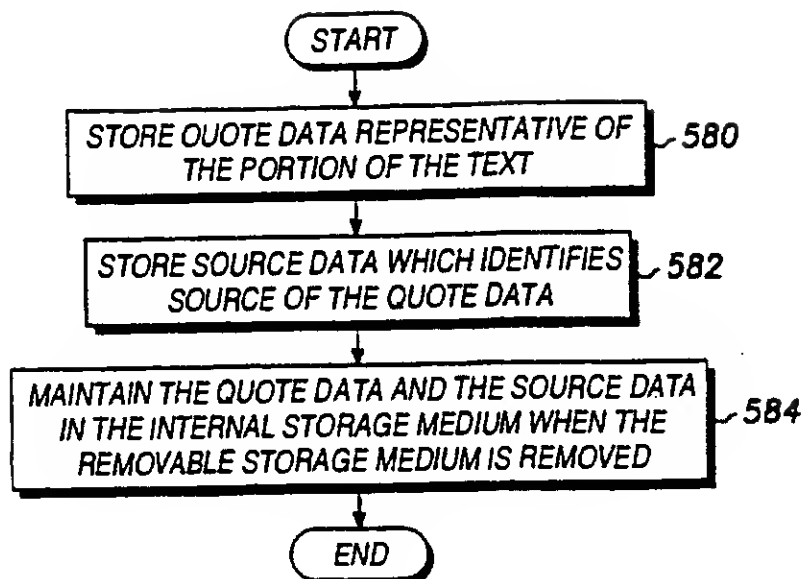 START
STORE QUOTE DATA REPRESENTATIVE OF
THE PORTION OF THE TEXT
580
STORE SOURCE DATA WHICH IDENTIFIES
SOURCE OF THE QUOTE DATA
582
MAINTAIN THE QUOTE DATA AND THE SOURCE DATA
IN THE INTERNAL STORAGE MEDIUM WHEN THE
REMOVABLE STORAGE MEDIUM IS REMOVED
584
END